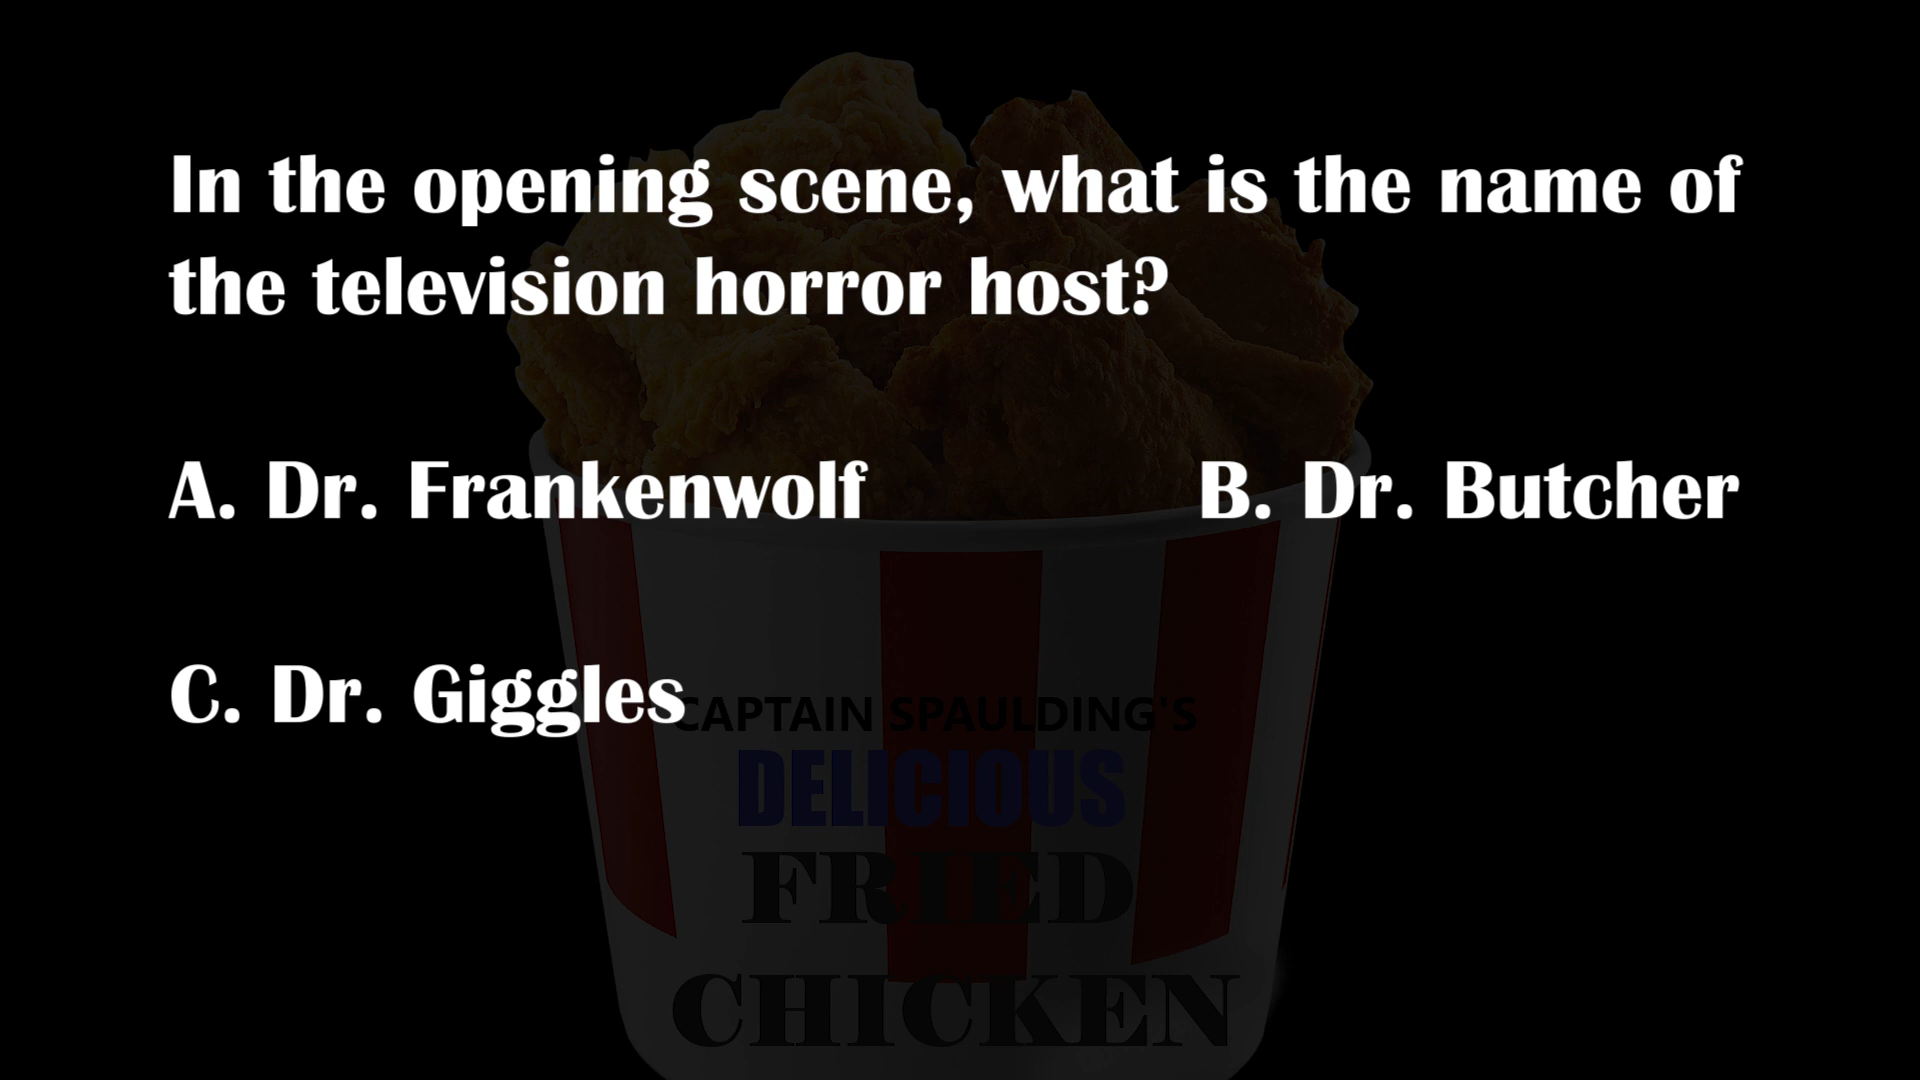 In the opening scene, what is the name of
the television horror host?
A. Dr. Frankenwolf B. Dr. Butcher
C. Dr. Giggles
CAPTAIN SPAULDING'S
DELICIOUS
FRIED
CHICKEN